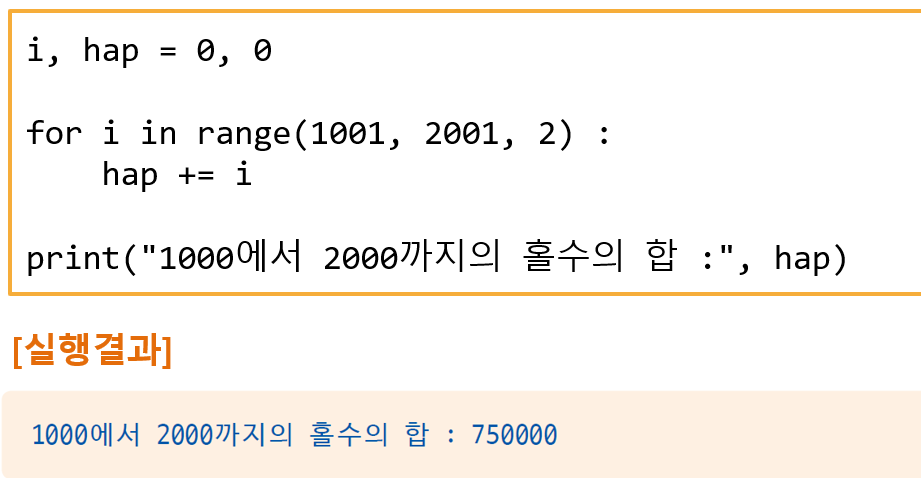 i, hap = 0, 0
for i in range(1001, 2001, 2) :
    hap += i
print("1000에서 2000까지의 홀수의 합 :", hap)
[실행결과]
1000에서 2000까지의 홀수의 합 : 750000